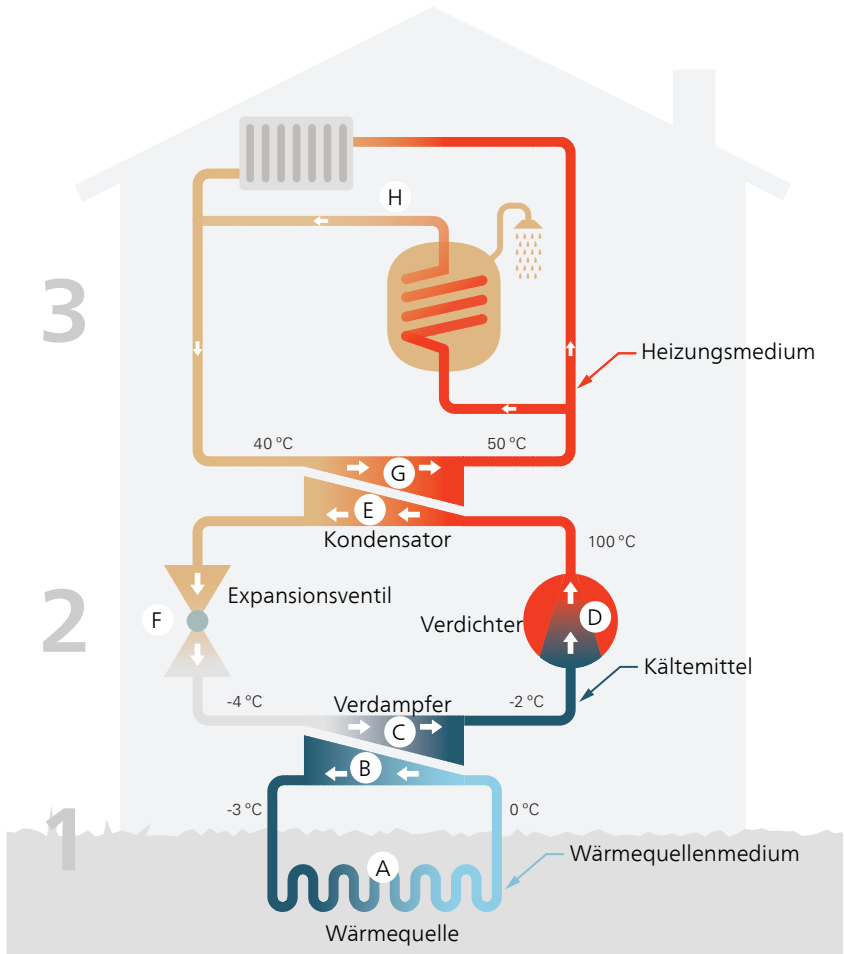 H
3
Heizungsmedium
40 °C
50 °C
G
E
Kondensator
100 °C
Expansionsventil
2
F
Verdichter
D
Kältemittel
-4 °C
Verdampfer
-2 °C
C
B
-3 °C
0 °C
1
A
Wärmequellenmedium
Wärmequelle